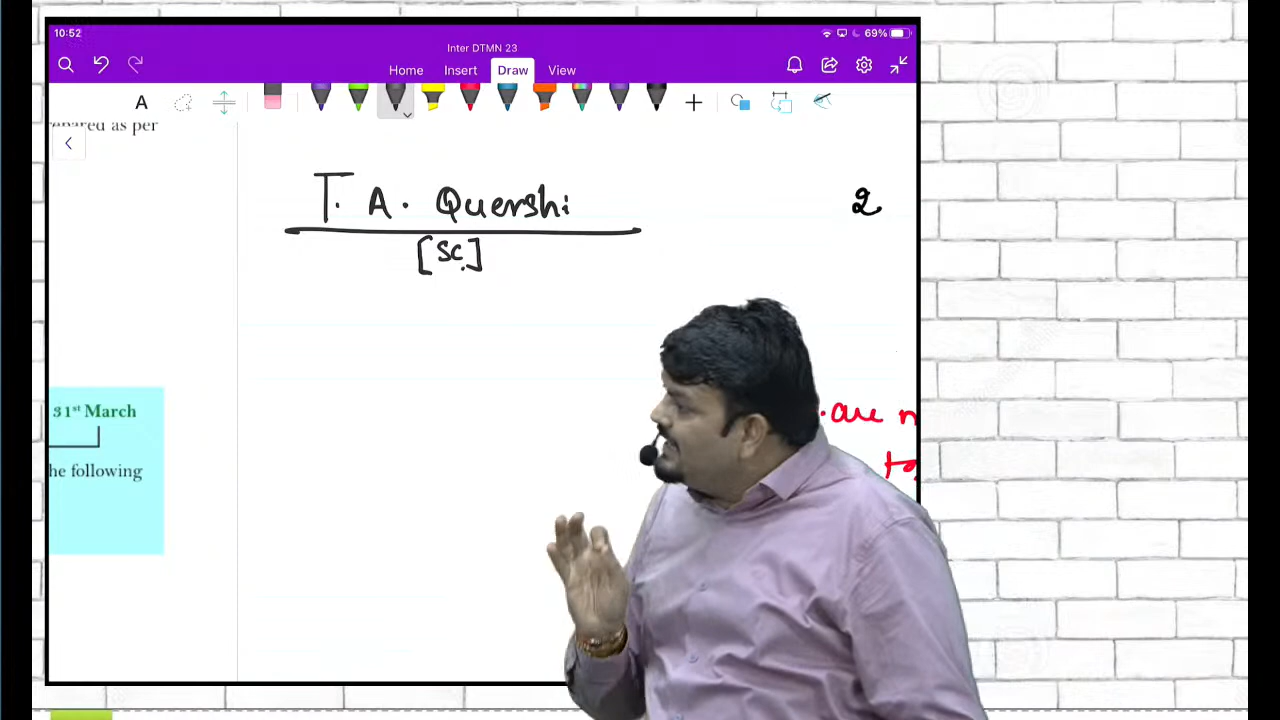 10:52
69%
Inter DTMN 23
Home Insert Draw View
A
epared as per
T. A. Quershi
2
[SC]
31st March
are
he following